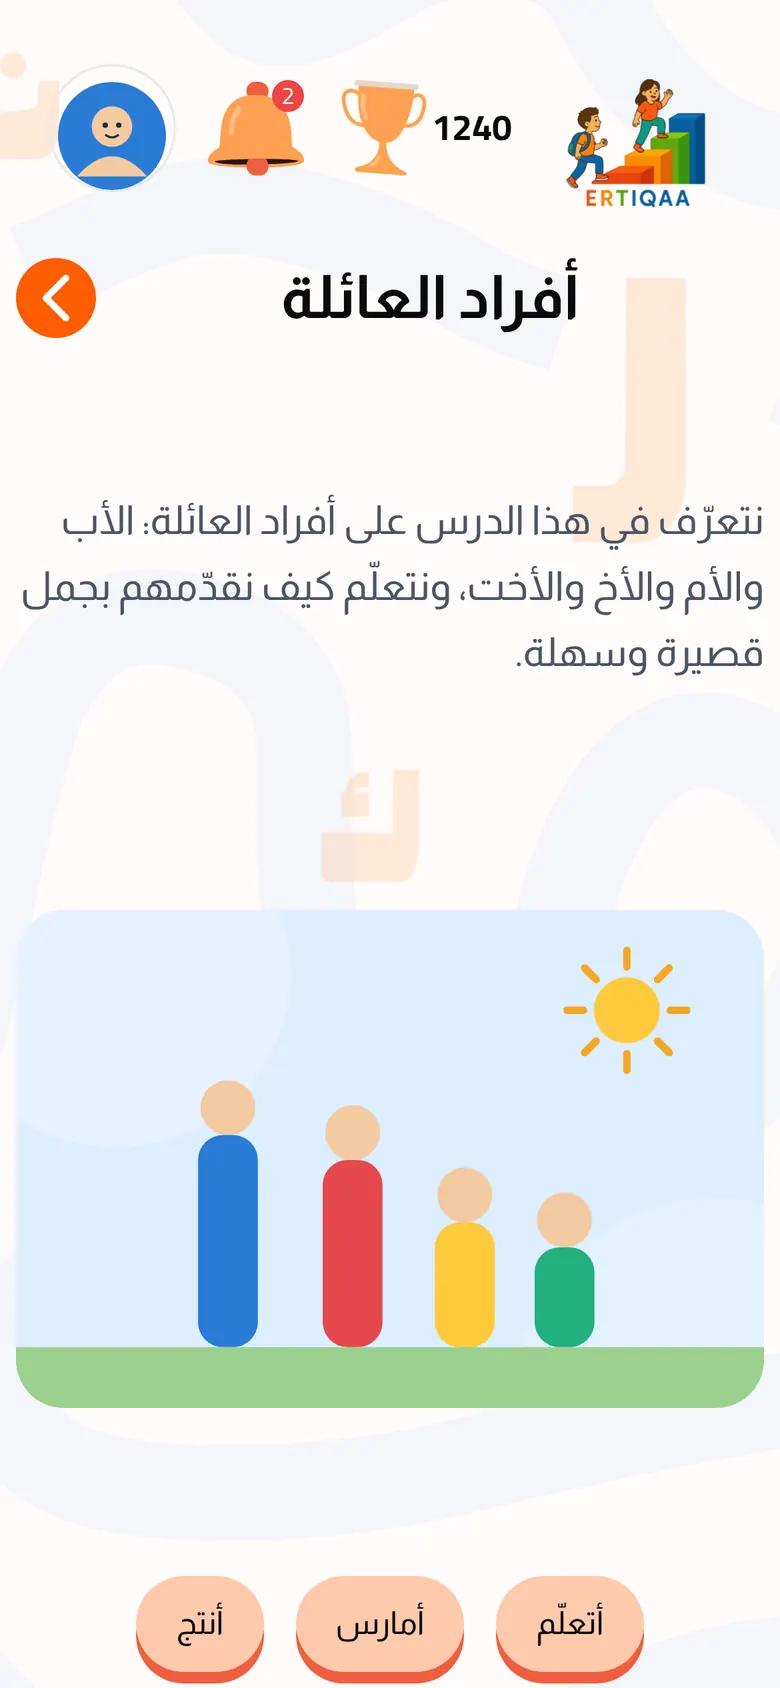 ERTIQAA
1240
2
أفراد العائلة
نتعرّف في هذا الدرس على أفراد العائلة: الأب
والأم والأخ والأخت، ونتعلّم كيف نقدّمهم بجمل
قصيرة وسهلة.
أتعلّم
أمارس
أنتج